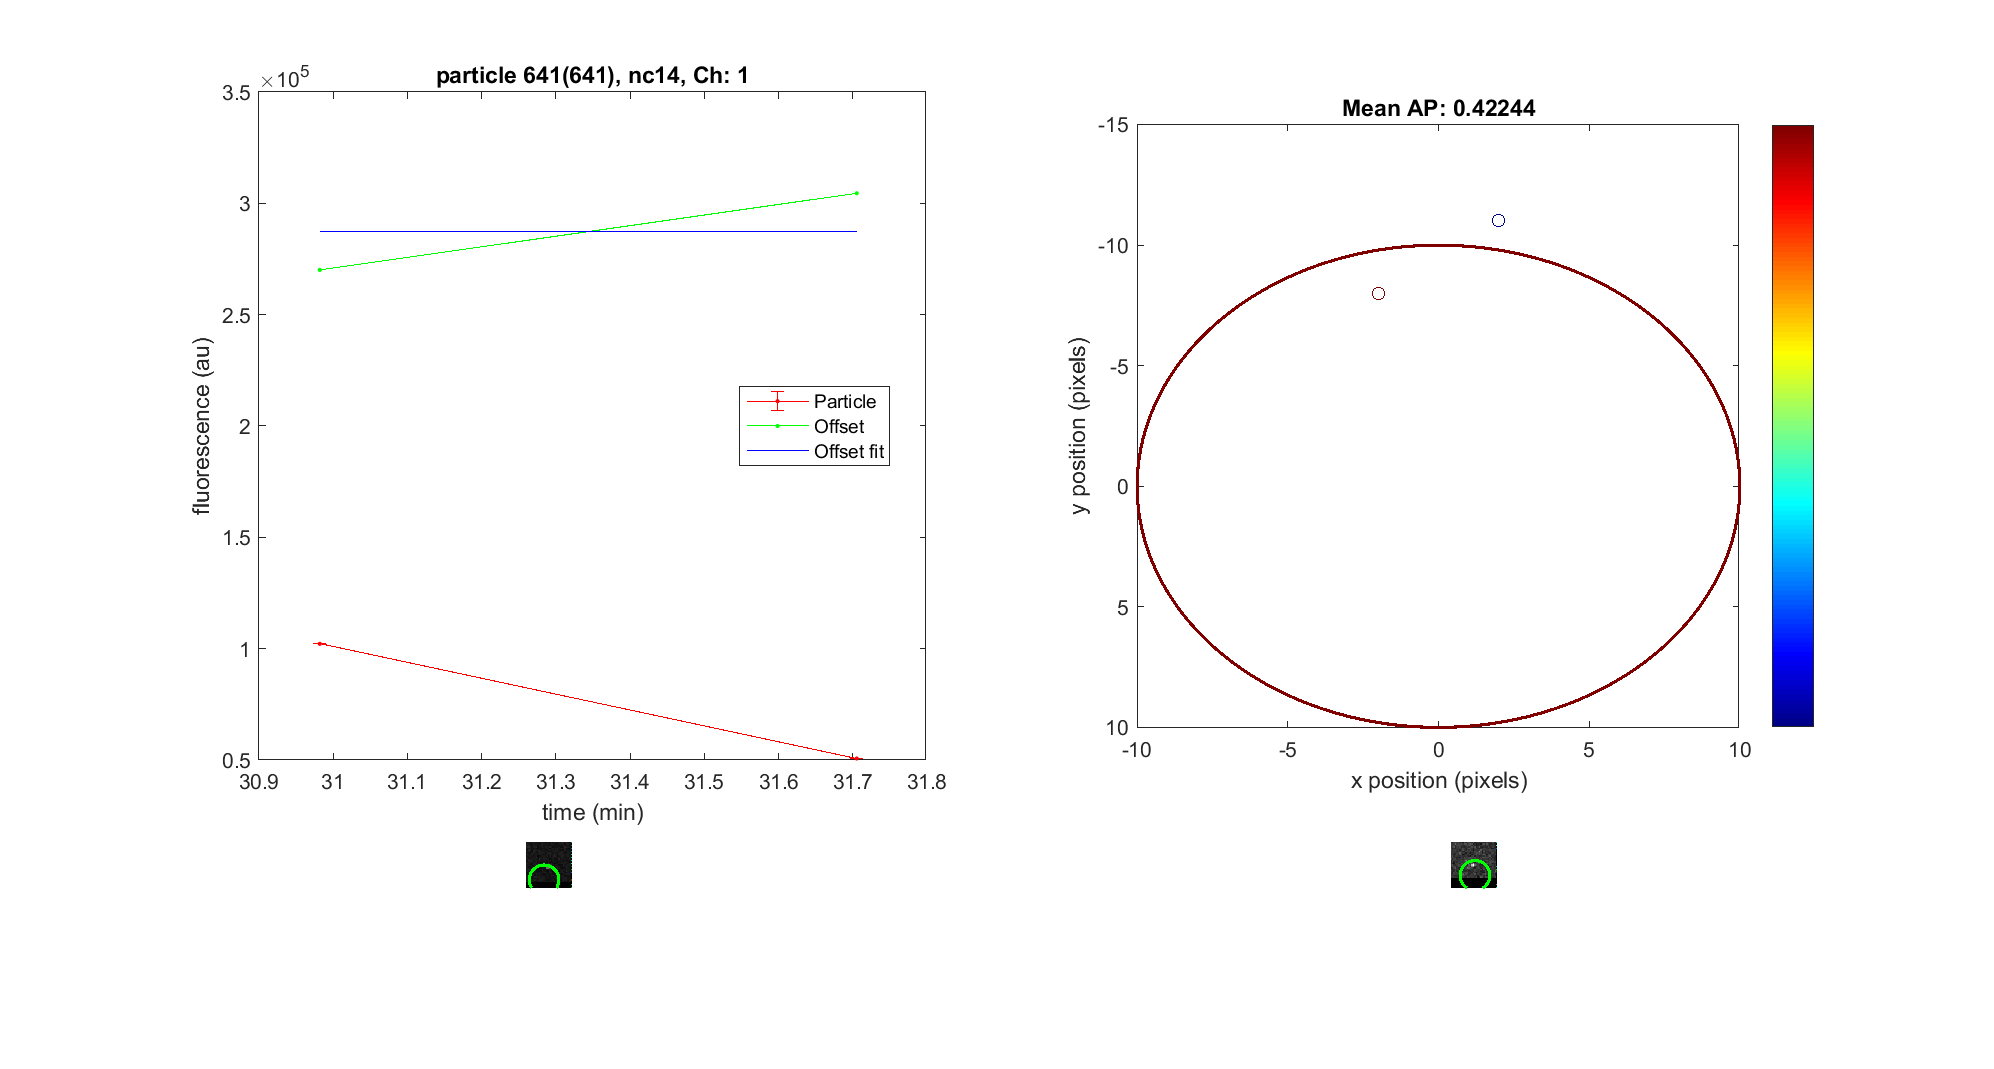 particle 641(641), nc14, Ch: 1
×10^5
3.5
3
2.5
2
1.5
1
0.5
fluorescence (au)
Particle
Offset
Offset fit
30.9 31 31.1 31.2 31.3 31.4 31.5 31.6 31.7 31.8
time (min)
Mean AP: 0.42244
-15
-10
-5
0
5
10
y position (pixels)
-10 -5 0 5 10
x position (pixels)